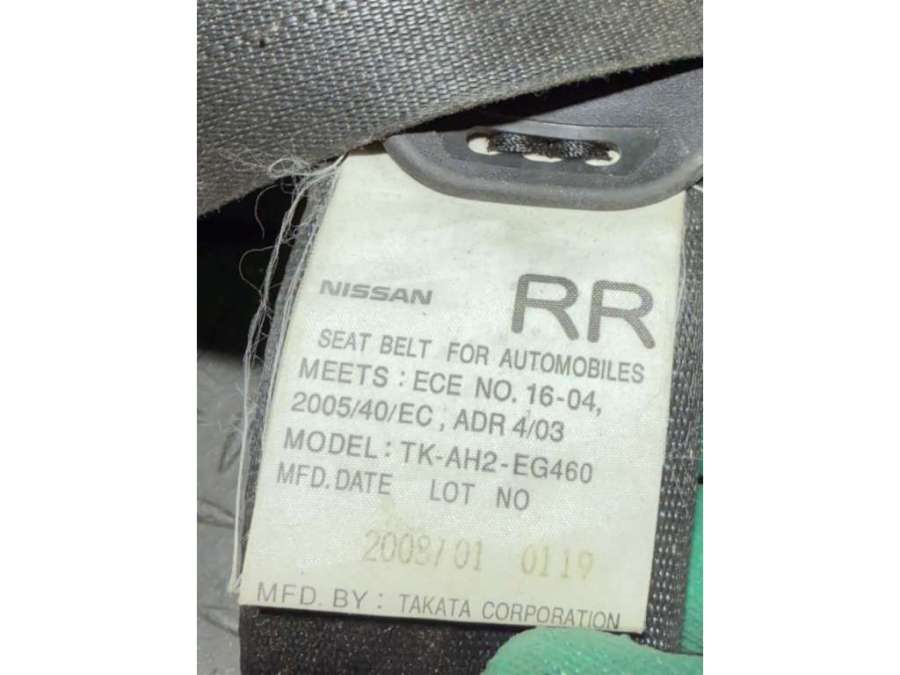 NISSAN RR
SEAT BELT FOR AUTOMOBILES
MEETS : ECE NO. 16-04,
2005/40/EC, ADR 4/03
MODEL: TK-AH2-EG460
MFD. DATE LOT NO
2008/01 0119
MFD. BY: TAKATA CORPORATION